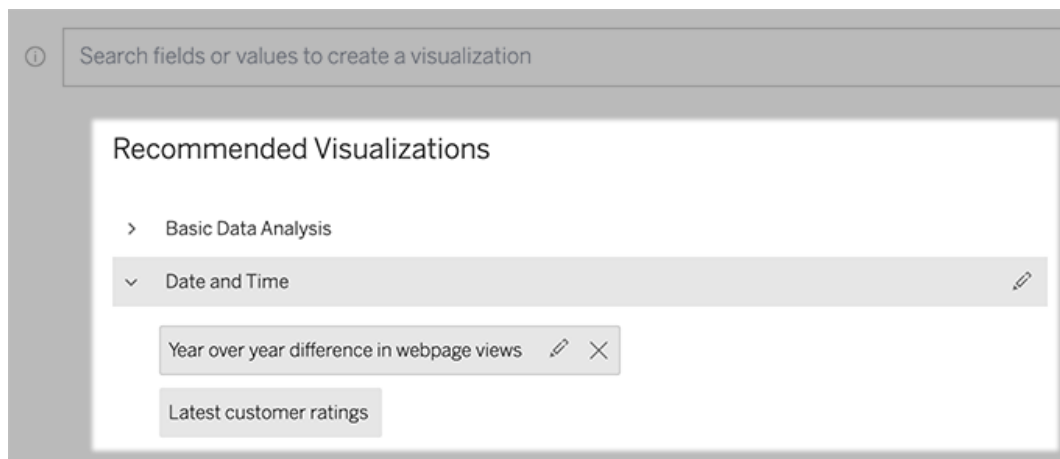 Search fields or values to create a visualization
Recommended Visualizations
Basic Data Analysis
Date and Time
Year over year difference in webpage views
Latest customer ratings